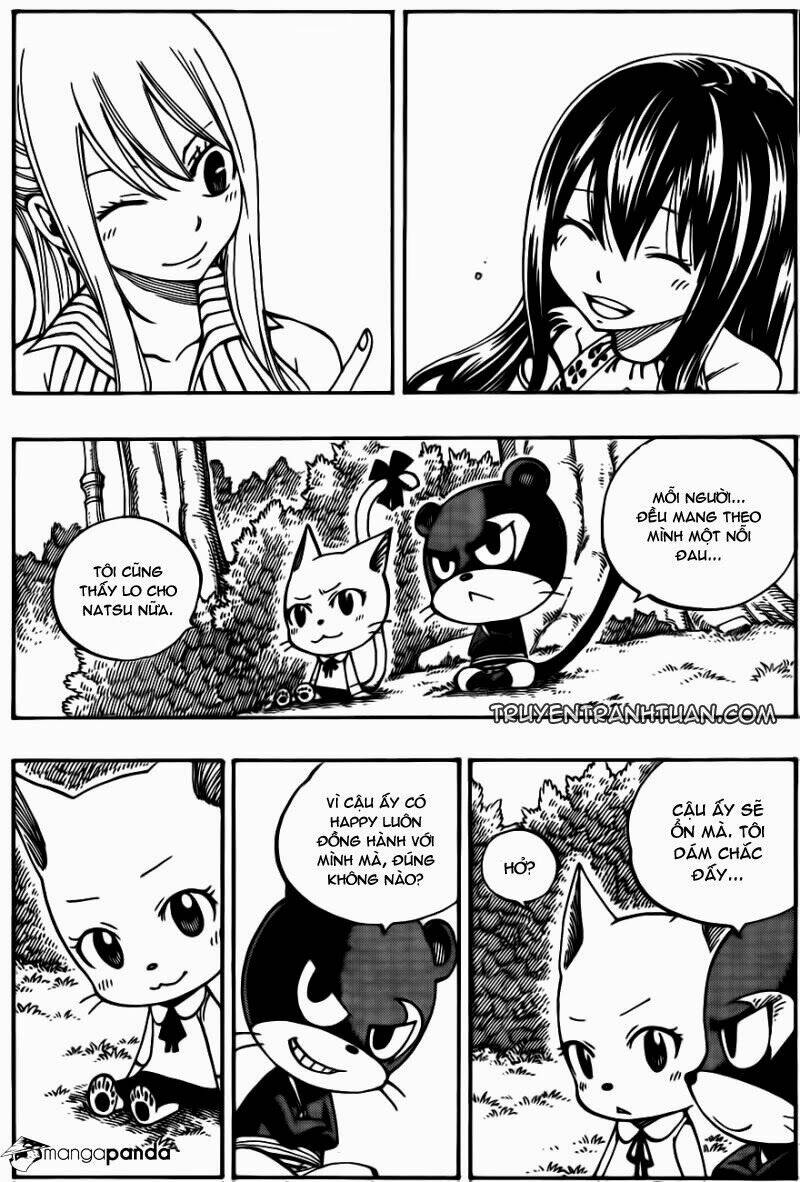 MỖI NGƯỜI...
ĐỀU MANG THEO
MÌNH MỘT NỖI
ĐAU...
TÔI CŨNG
THẤY LO CHO
NATSU NỮA.
TRUYENTRANHTUAN.COM
CẬU ẤY SẼ
ỔN MÀ. TÔI
DÁM CHẮC
ĐẤY...
HỞ?
VÌ CẬU ẤY CÓ
HAPPY LUÔN
ĐỒNG HÀNH VỚI
MÌNH MÀ, ĐÚNG
KHÔNG NÀO?
mangapanda